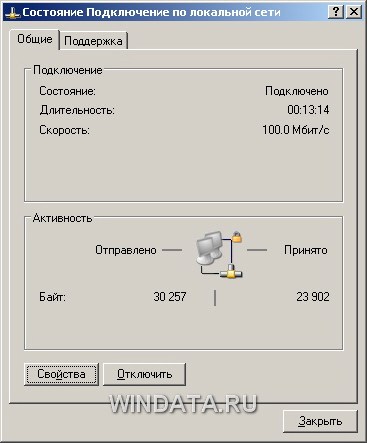 Состояние Подключение по локальной сети
Общие Поддержка
Подключение
Состояние: Подключено
Длительность: 00:13:14
Скорость: 100.0 Мбит/с
Активность
Отправлено Принято
Байт: 30 257 23 902
Свойства Отключить
WINDATA.RU
Закрыть